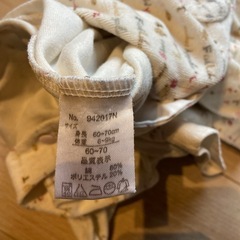 No. 942017N
サイズ
身長 60~70cm
体重 6~9kg
60-70
品質表示
綿 80%
ポリエステル 20%